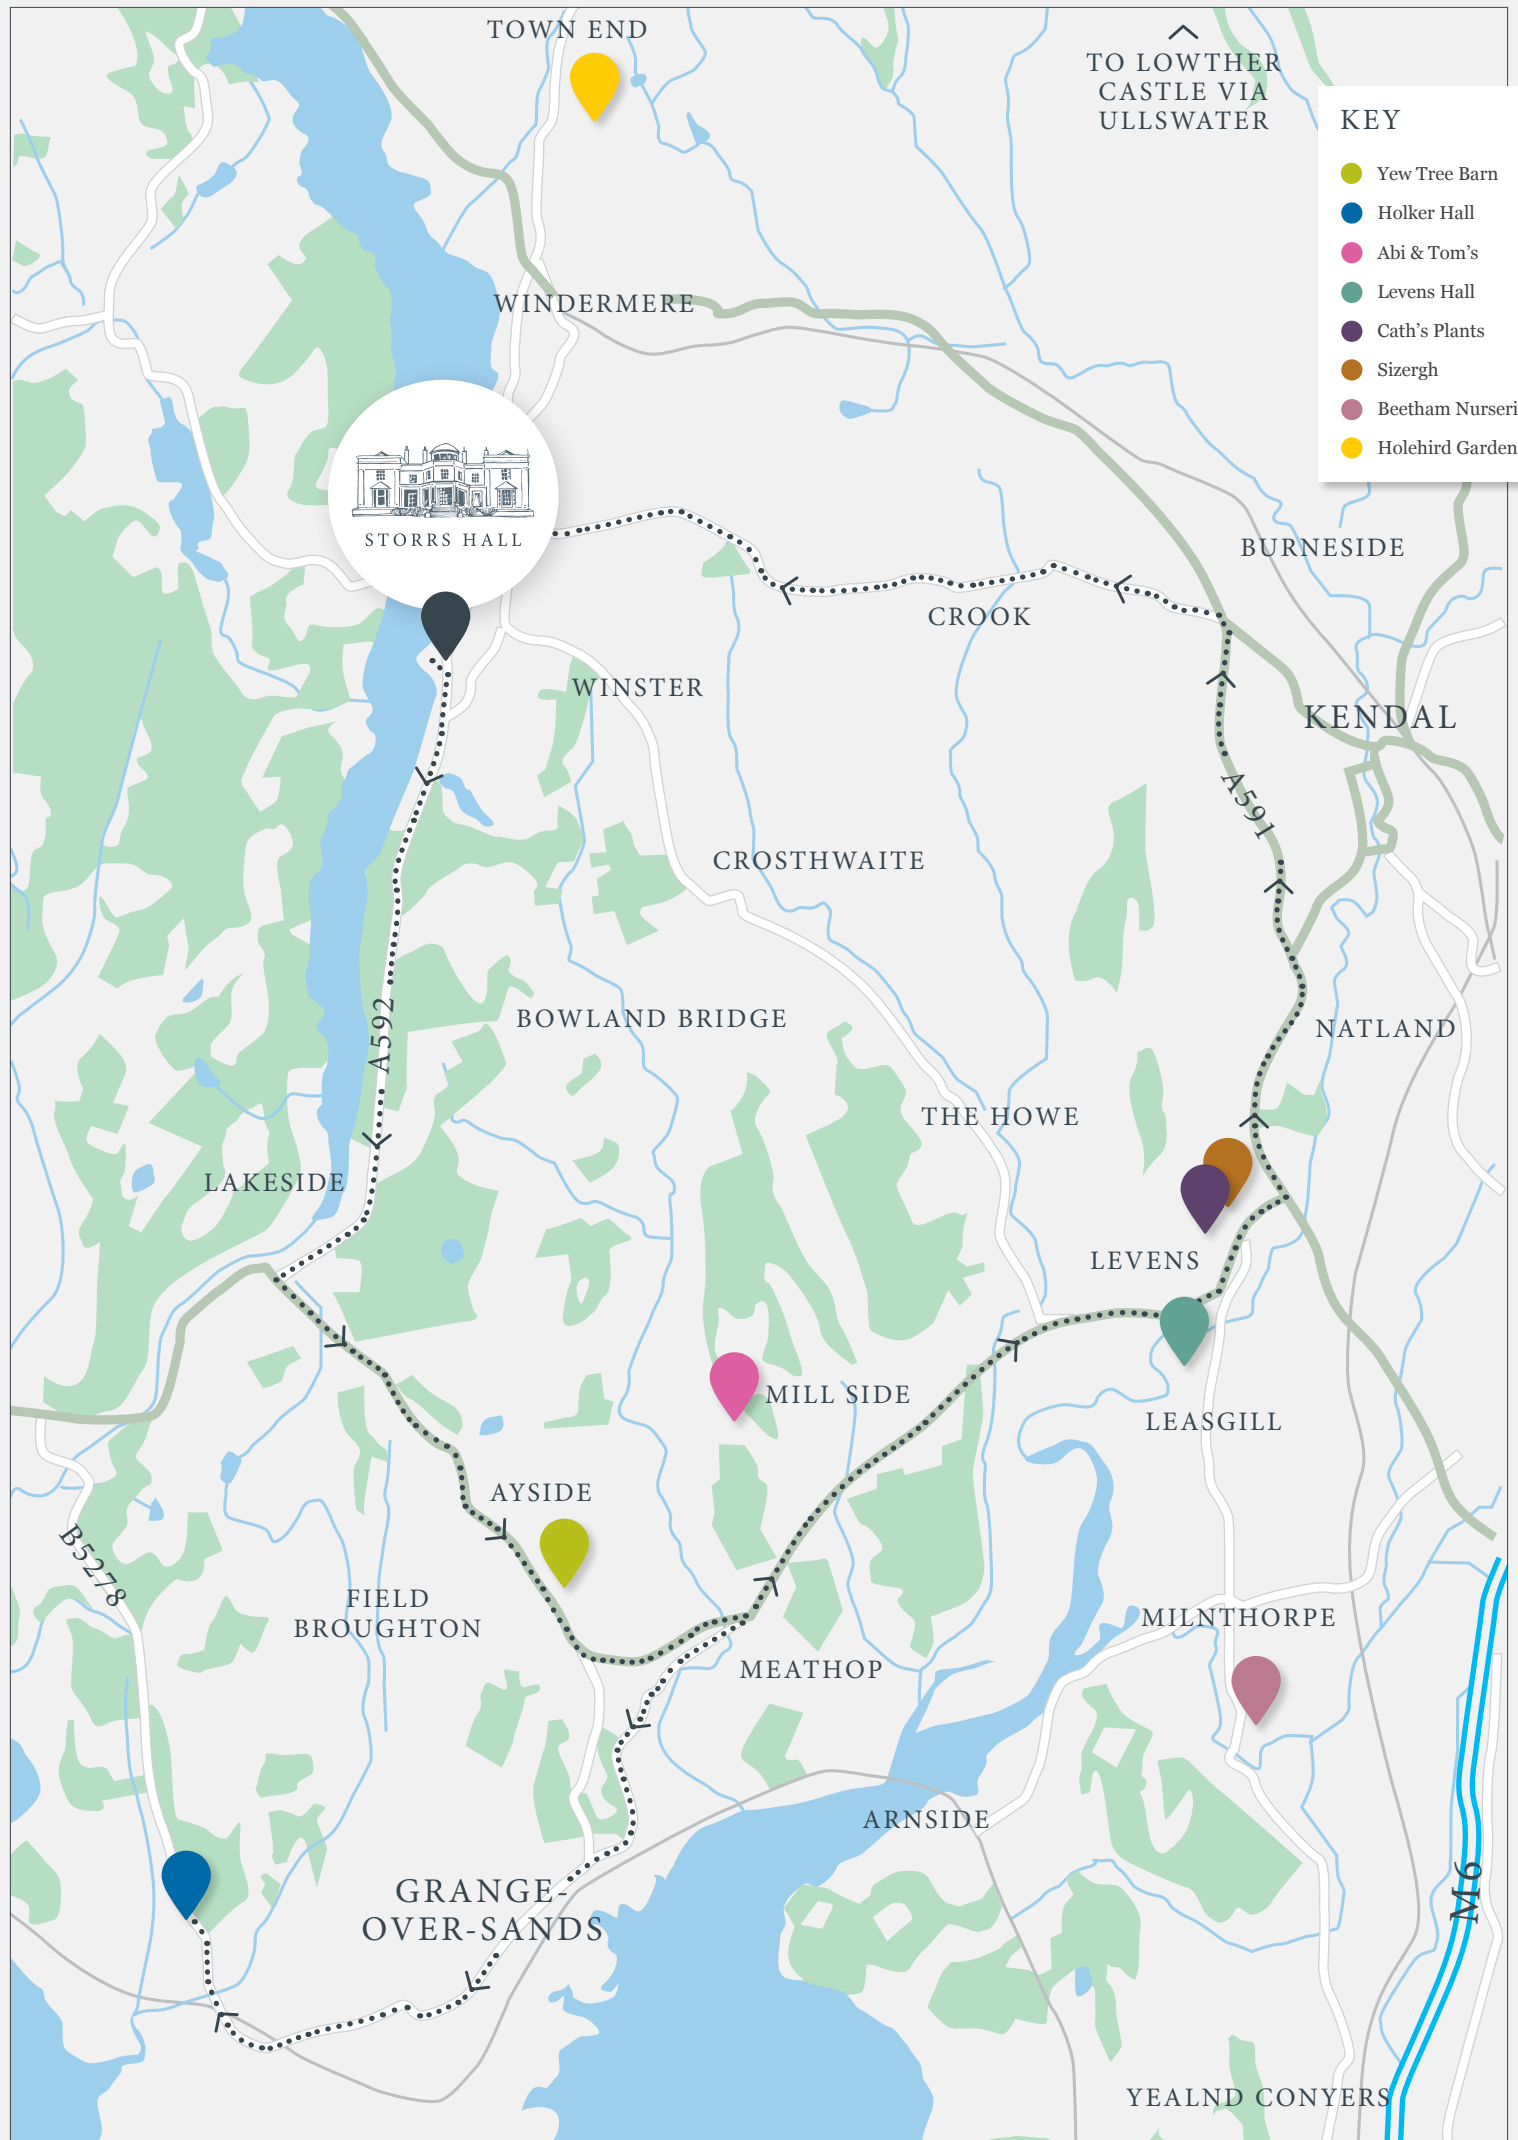 TOWN END
TO LOWTHER
CASTLE VIA
ULLSWATER
KEY
Yew Tree Barn
Holker Hall
Abi & Tom's
Levens Hall
Cath's Plants
Sizergh
Beetham Nurseri
Holehird Garden
WINDERMERE
STORRS HALL
BURNESIDE
CROOK
WINSTER
KENDAL
A591
CROSTHWAITE
A592
BOWLAND BRIDGE
NATLAND
THE HOWE
LAKESIDE
LEVENS
MILL SIDE
LEASGILL
AYSIDE
B5278
FIELD
BROUGHTON
MILNTHORPE
MEATHOP
ARNSIDE
GRANGE-
OVER-SANDS
M6
YEALND CONYERS